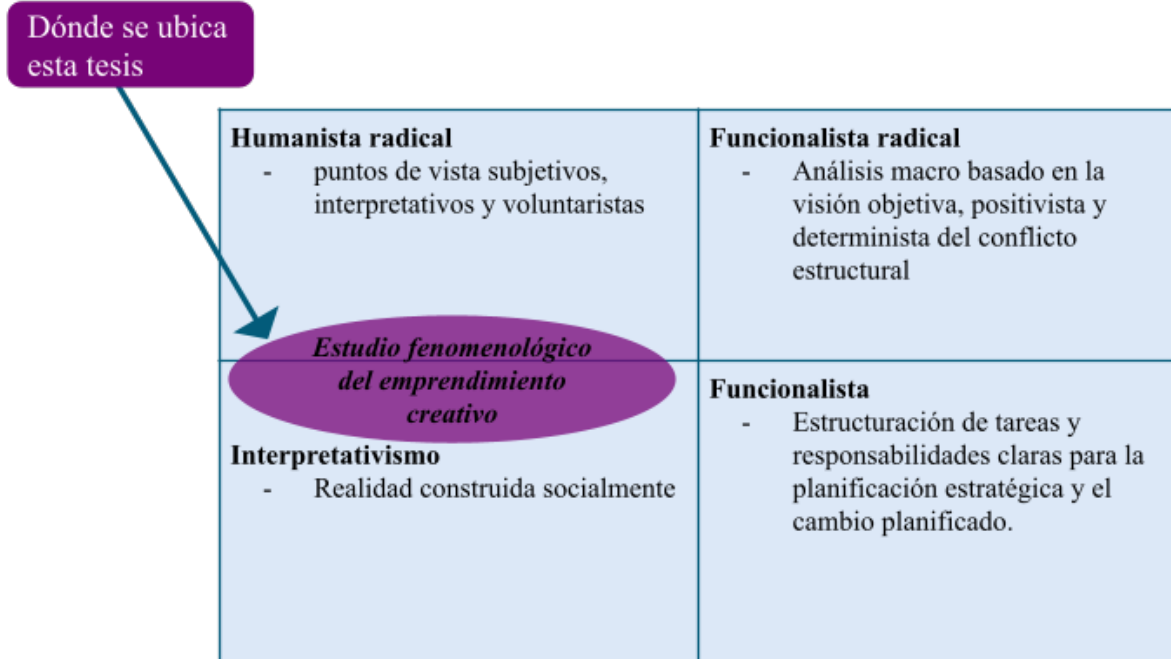 Dónde se ubica
esta tesis
Humanista radical
- puntos de vista subjetivos,
interpretativos y voluntaristas
Funcionalista radical
- Análisis macro basado en la
visión objetiva, positivista y
determinista del conflicto
estructural
Estudio fenomenológico
del emprendimiento
creativo
Interpretativismo
- Realidad construida socialmente
Funcionalista
- Estructuración de tareas y
responsabilidades claras para la
planificación estratégica y el
cambio planificado.